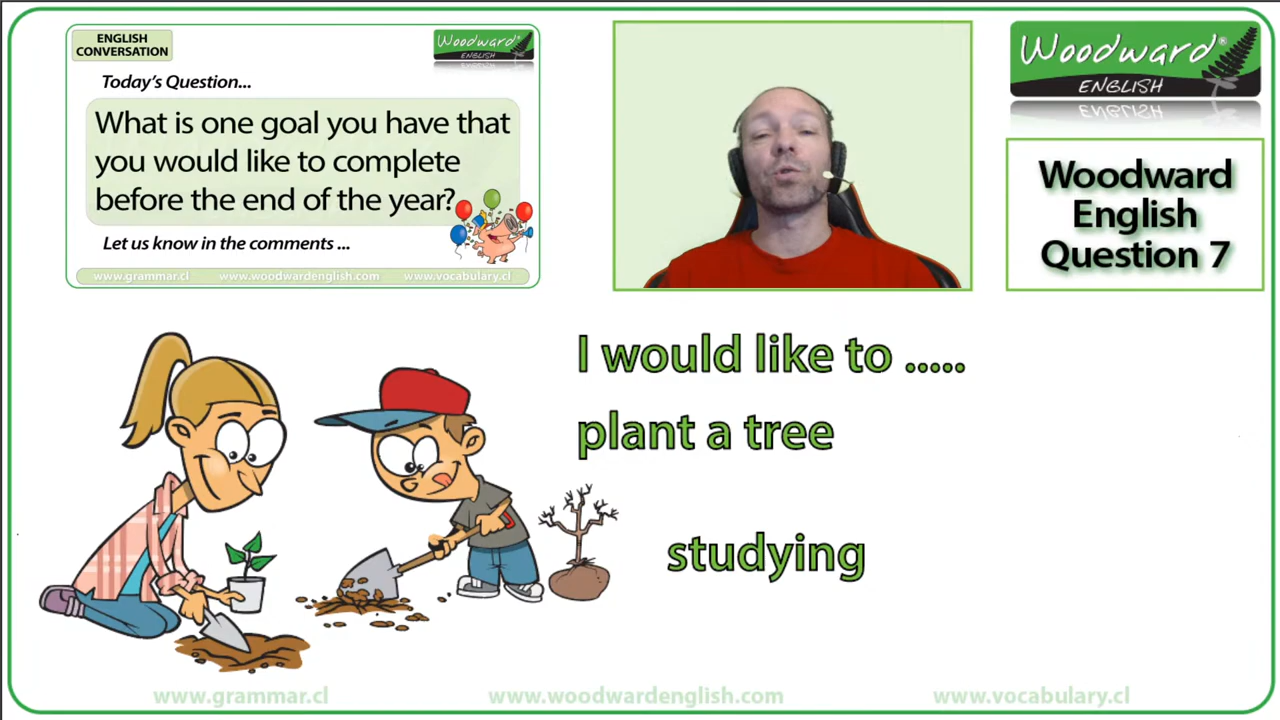 ENGLISH
CONVERSATION
Woodward
ENGLISH
Today's Question...
What is one goal you have that
you would like to complete
before the end of the year?
Let us know in the comments ...
www.grammar.cl www.woodwardenglish.com www.vocabulary.cl
Woodward®
ENGLISH
Woodward
English
Question 7
I would like to .....
plant a tree
studying
www.grammar.cl www.woodwardenglish.com www.vocabulary.cl